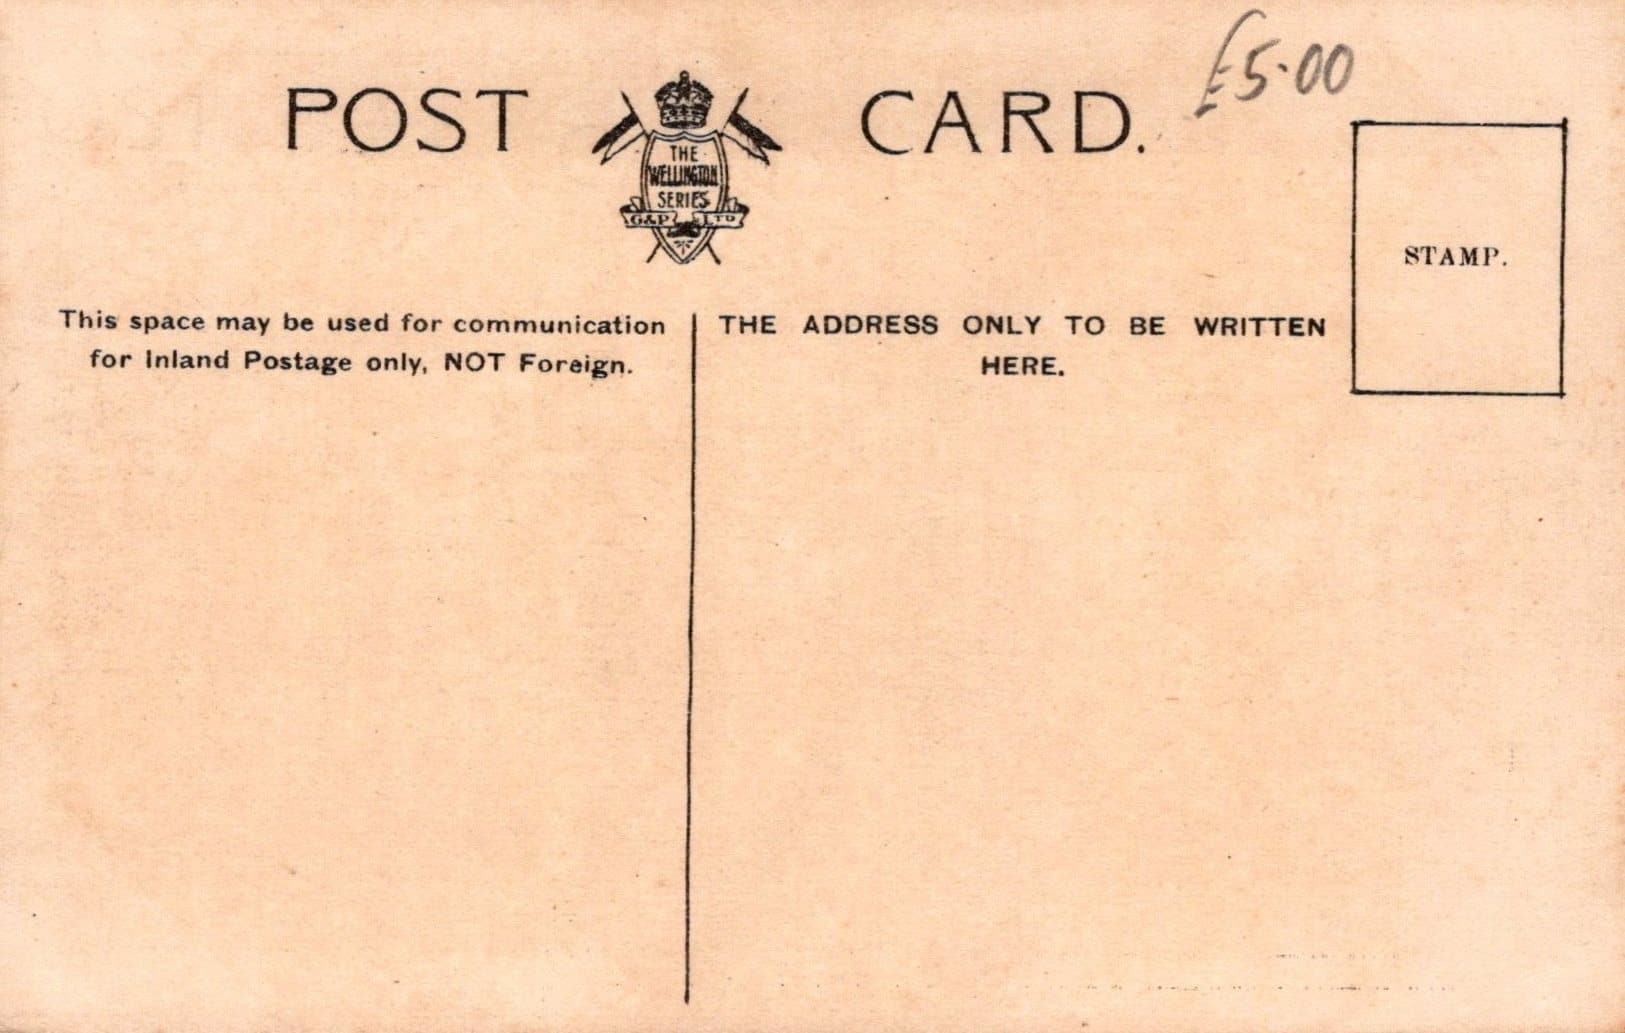 POST CARD.
£5.00
THE
WELLINGTON
SERIES
G&P LTD
STAMP.
This space may be used for communication
for Inland Postage only, NOT Foreign.
THE ADDRESS ONLY TO BE WRITTEN
HERE.